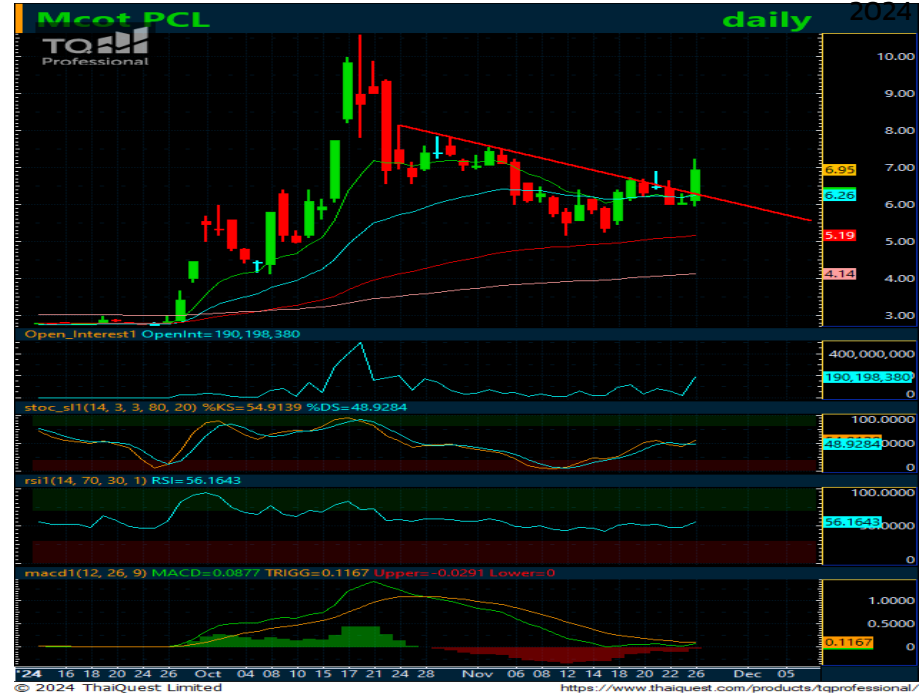 Mcot PCL daily 2024
TQ
Professional
10.00
9.00
8.00
7.00
6.95
6.26
6.00
5.19
5.00
4.14
4.00
3.00
Open_Interest1 OpenInt=190,198,380
400,000,000
190,198,380
0
stoc_sl1(14, 3, 3, 80, 20) %KS=54.9139 %DS=48.9284
100.0000
48.9284
0
rsi1(14, 70, 30, 1) RSI=56.1643
100.0000
56.1643
0
macd1(12, 26, 9) MACD=0.0877 TRIGG=0.1167 Upper=-0.0291 Lower=0
1.0000
0.5000
0.1167
0
'24 16 18 20 24 26 Oct 04 08 10 15 17 21 24 28 Nov 06 08 12 14 18 20 22 26 Dec 05
© 2024 ThaiQuest Limited https://www.thaiquest.com/products/tqprofessional/